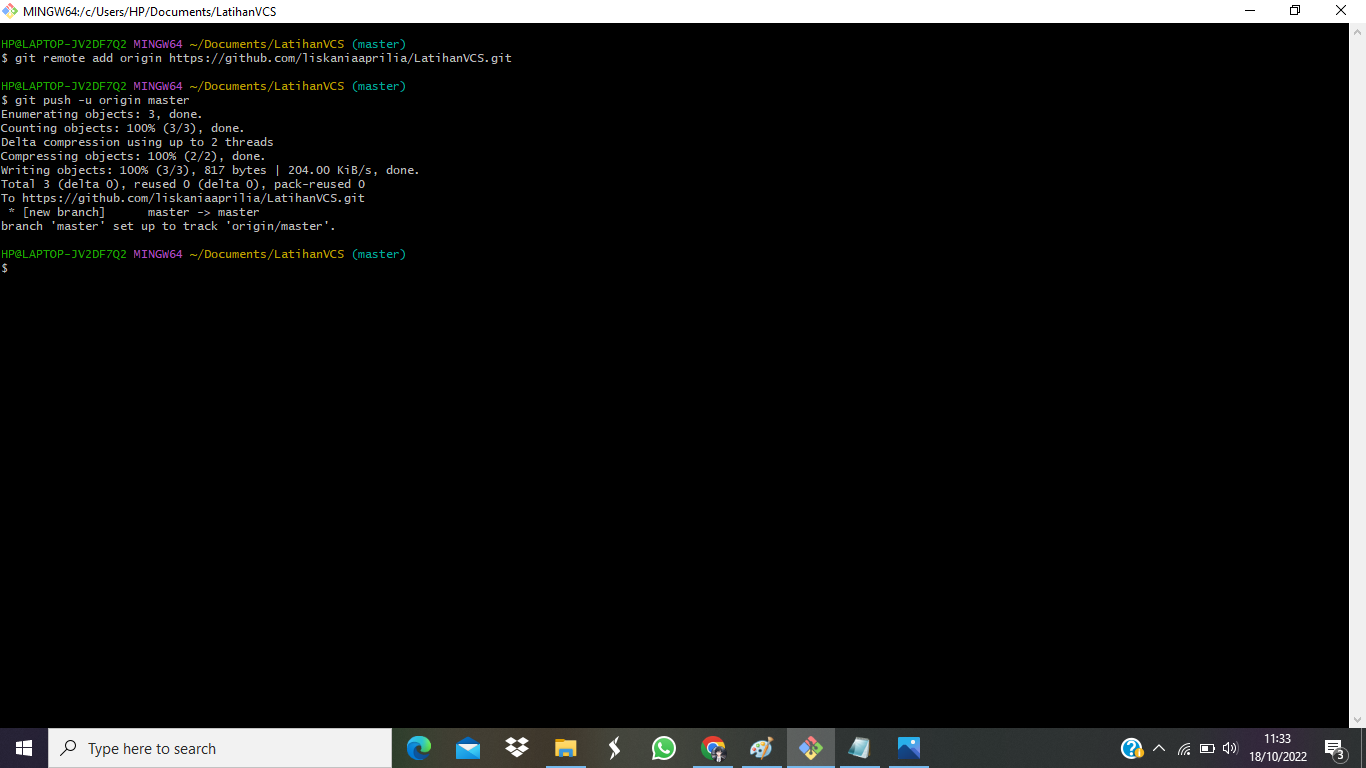 MINGW64:/c/Users/HP/Documents/LatihanVCS
HP@LAPTOP-JV2DF7Q2 MINGW64 ~/Documents/LatihanVCS (master)
$ git remote add origin https://github.com/liskaniaaprilia/LatihanVCS.git
HP@LAPTOP-JV2DF7Q2 MINGW64 ~/Documents/LatihanVCS (master)
$ git push -u origin master
Enumerating objects: 3, done.
Counting objects: 100% (3/3), done.
Delta compression using up to 2 threads
Compressing objects: 100% (2/2), done.
Writing objects: 100% (3/3), 817 bytes | 204.00 KiB/s, done.
Total 3 (delta 0), reused 0 (delta 0), pack-reused 0
To https://github.com/liskaniaaprilia/LatihanVCS.git
 * [new branch]      master -> master
branch 'master' set up to track 'origin/master'.
HP@LAPTOP-JV2DF7Q2 MINGW64 ~/Documents/LatihanVCS (master)
$
Type here to search
11:33
18/10/2022
3